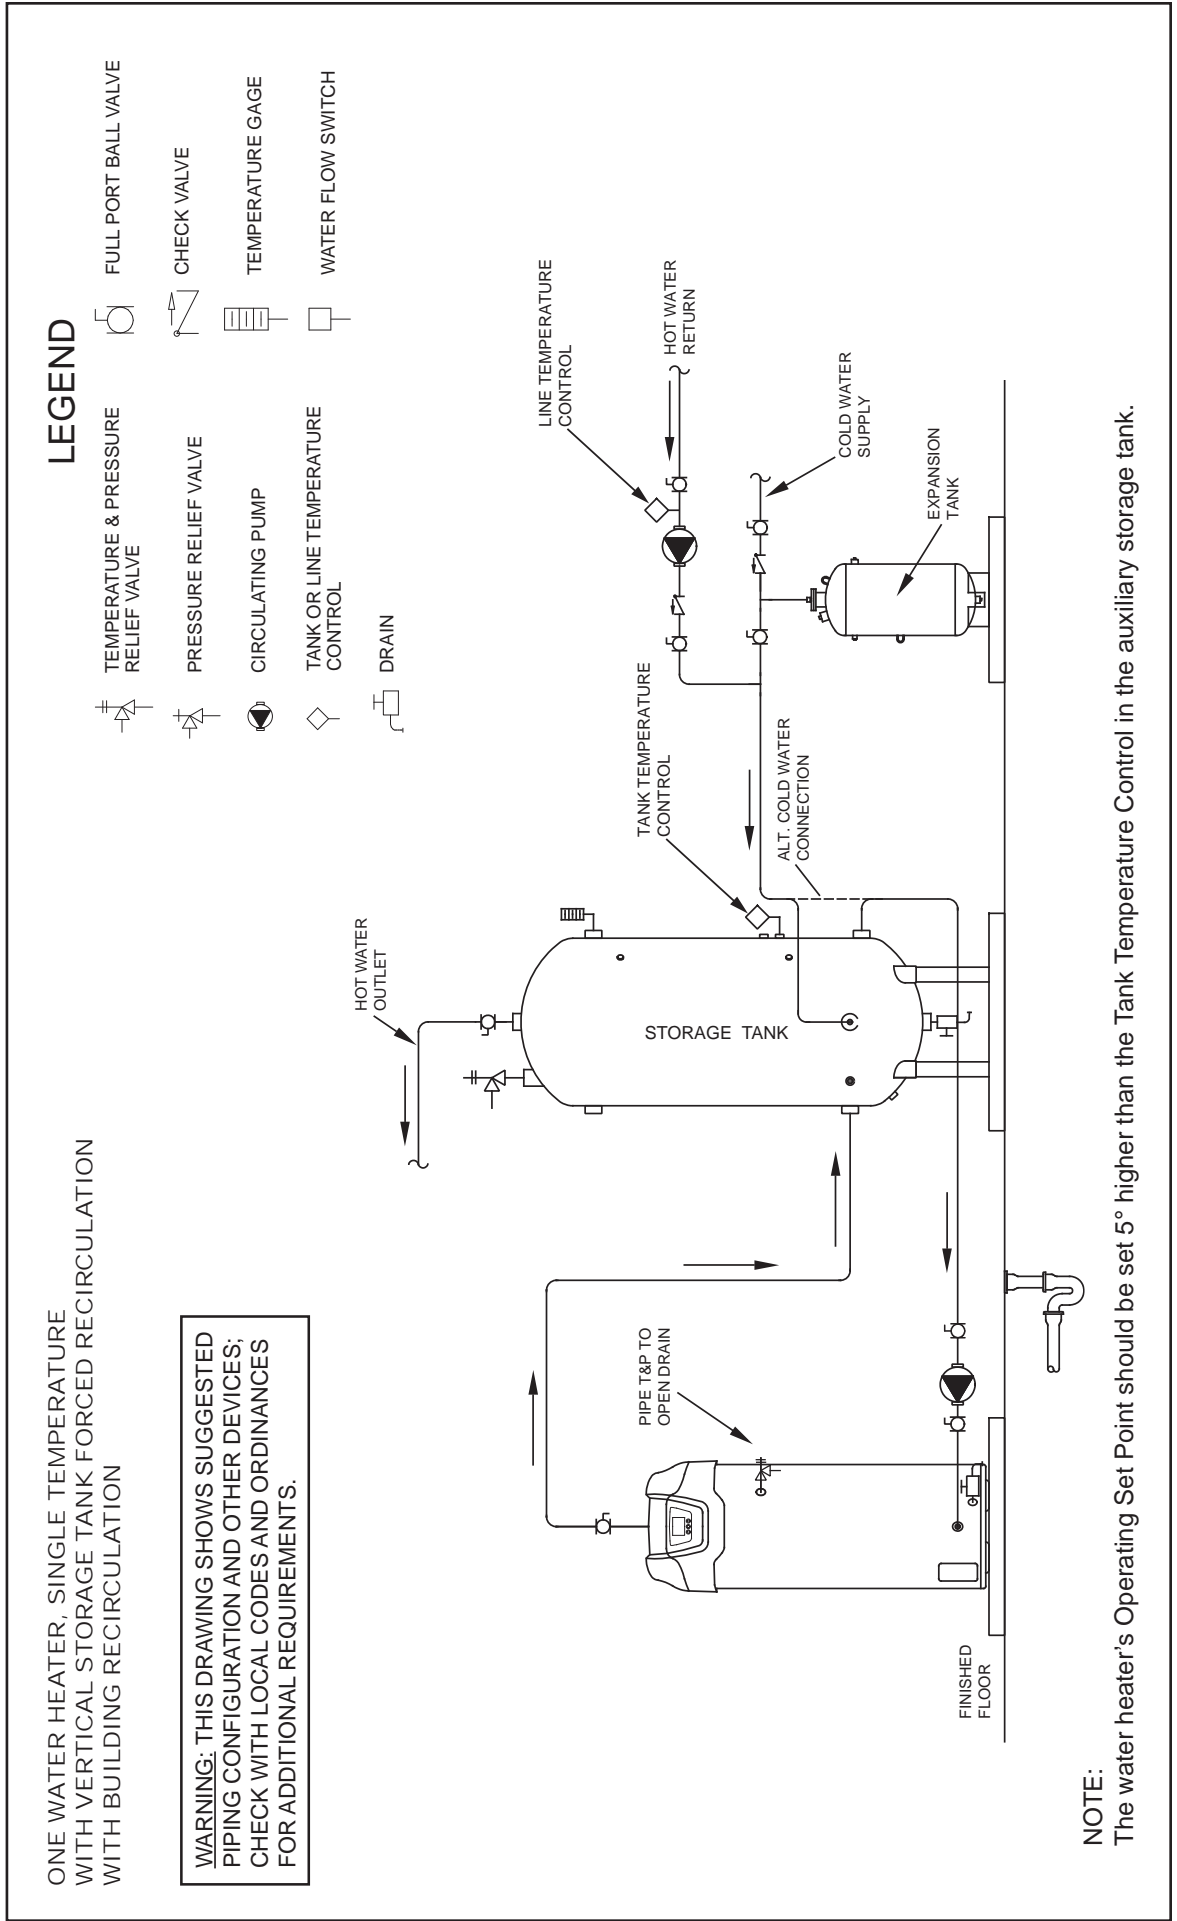 ONE WATER HEATER, SINGLE TEMPERATURE
WITH VERTICAL STORAGE TANK FORCED RECIRCULATION
WITH BUILDING RECIRCULATION
WARNING: THIS DRAWING SHOWS SUGGESTED
PIPING CONFIGURATION AND OTHER DEVICES;
CHECK WITH LOCAL CODES AND ORDINANCES
FOR ADDITIONAL REQUIREMENTS.
LEGEND
TEMPERATURE & PRESSURE
RELIEF VALVE
PRESSURE RELIEF VALVE
CIRCULATING PUMP
TANK OR LINE TEMPERATURE
CONTROL
DRAIN
FULL PORT BALL VALVE
CHECK VALVE
TEMPERATURE GAGE
WATER FLOW SWITCH
HOT WATER
OUTLET
LINE TEMPERATURE
CONTROL
HOT WATER
RETURN
TANK TEMPERATURE
CONTROL
COLD WATER
SUPPLY
ALT. COLD WATER
CONNECTION
STORAGE TANK
EXPANSION
TANK
PIPE T&P TO
OPEN DRAIN
FINISHED
FLOOR
NOTE:
The water heater’s Operating Set Point should be set 5° higher than the Tank Temperature Control in the auxiliary storage tank.